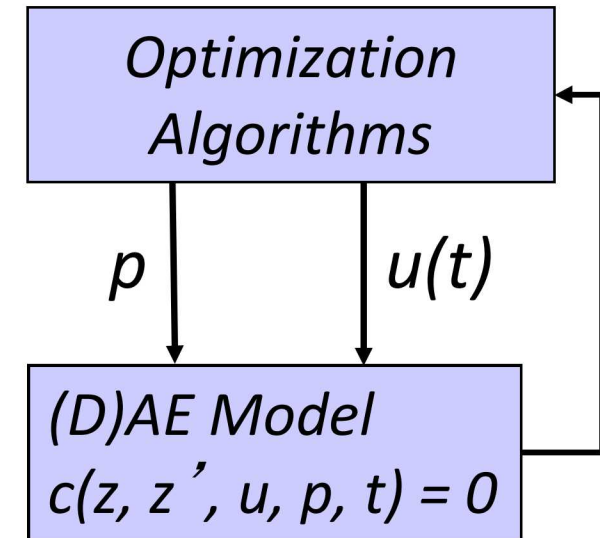 Optimization
Algorithms
p
u(t)
(D)AE Model
c(z, z ’, u, p, t) = 0